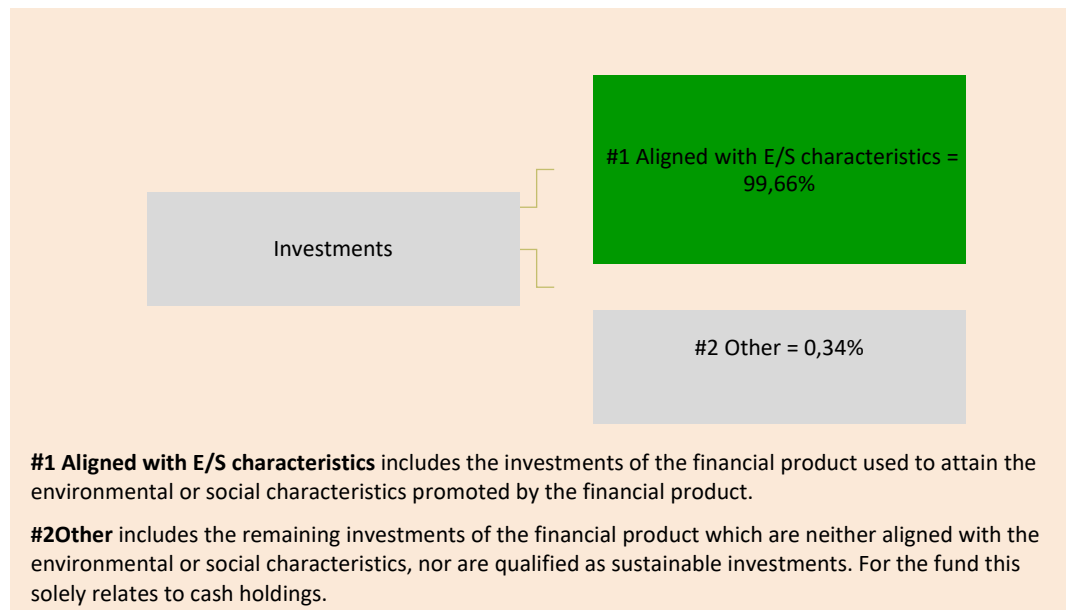 #1 Aligned with E/S characteristics =
99,66%
Investments
#2 Other = 0,34%
#1 Aligned with E/S characteristics includes the investments of the financial product used to attain the
environmental or social characteristics promoted by the financial product.
#2Other includes the remaining investments of the financial product which are neither aligned with the
environmental or social characteristics, nor are qualified as sustainable investments. For the fund this
solely relates to cash holdings.